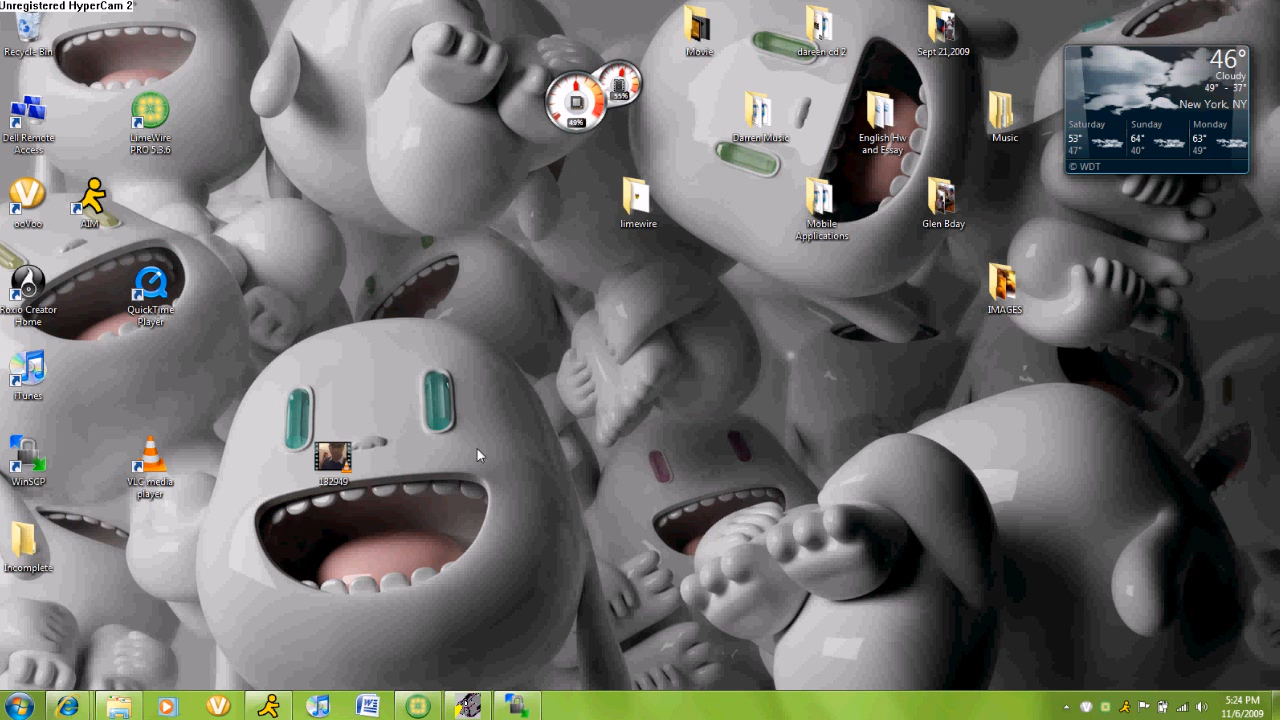 Unregistered HyperCam 2
Recycle Bin
Movie
dareen cd 2
Sept 21,2009
46°
Cloudy
49° - 37°
New York, NY
Saturday
Sunday
Monday
53°
64°
63°
47°
40°
49°
© WDT
49%
55%
Dell Remote
Access
LimeWire
PRO 5.3.6
Darren Music
English Hw
and Essay
Music
ooVoo
AIM
limewire
Mobile
Applications
Glen Bday
Roxio Creator
Home
QuickTime
Player
IMAGES
iTunes
WinSCP
VLC media
player
132949
Incomplete
5:24 PM
11/6/2009